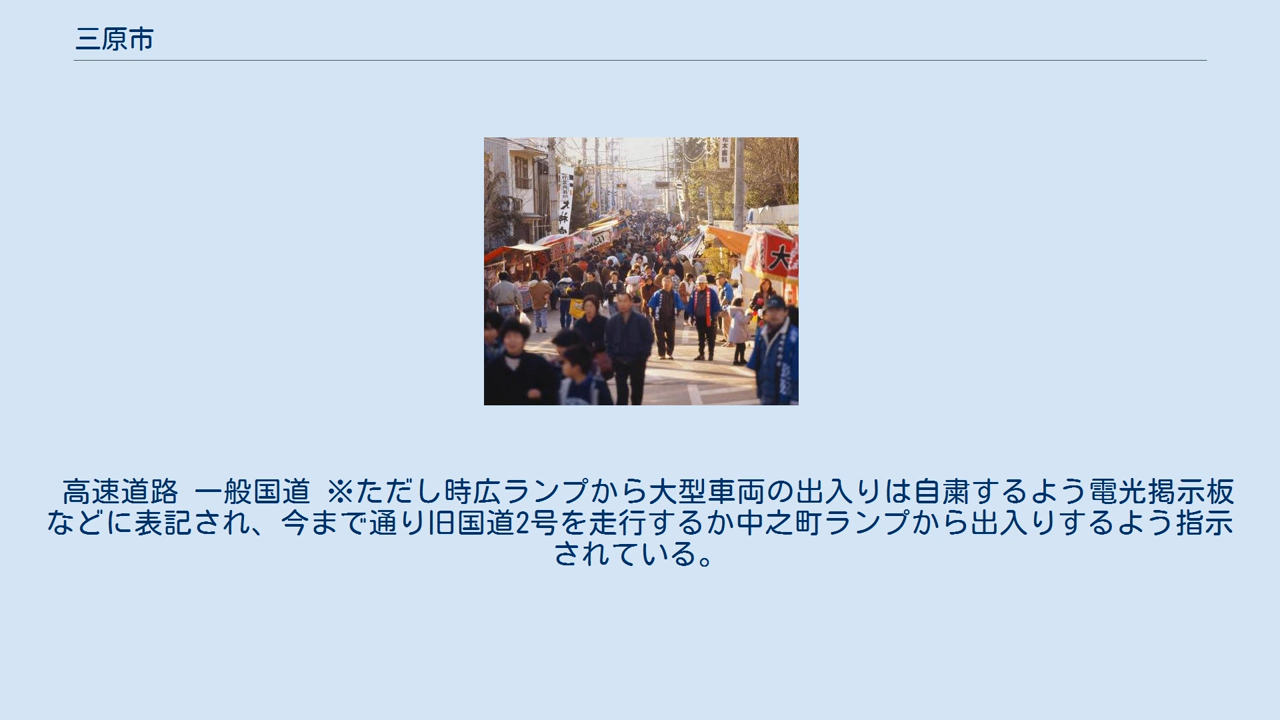 三原市
大
高速道路 一般国道 ※ただし時広ランプから大型車両の出入りは自粛するよう電光掲示板
などに表記され、今まで通り旧国道2号を走行するか中之町ランプから出入りするよう指示
されている。